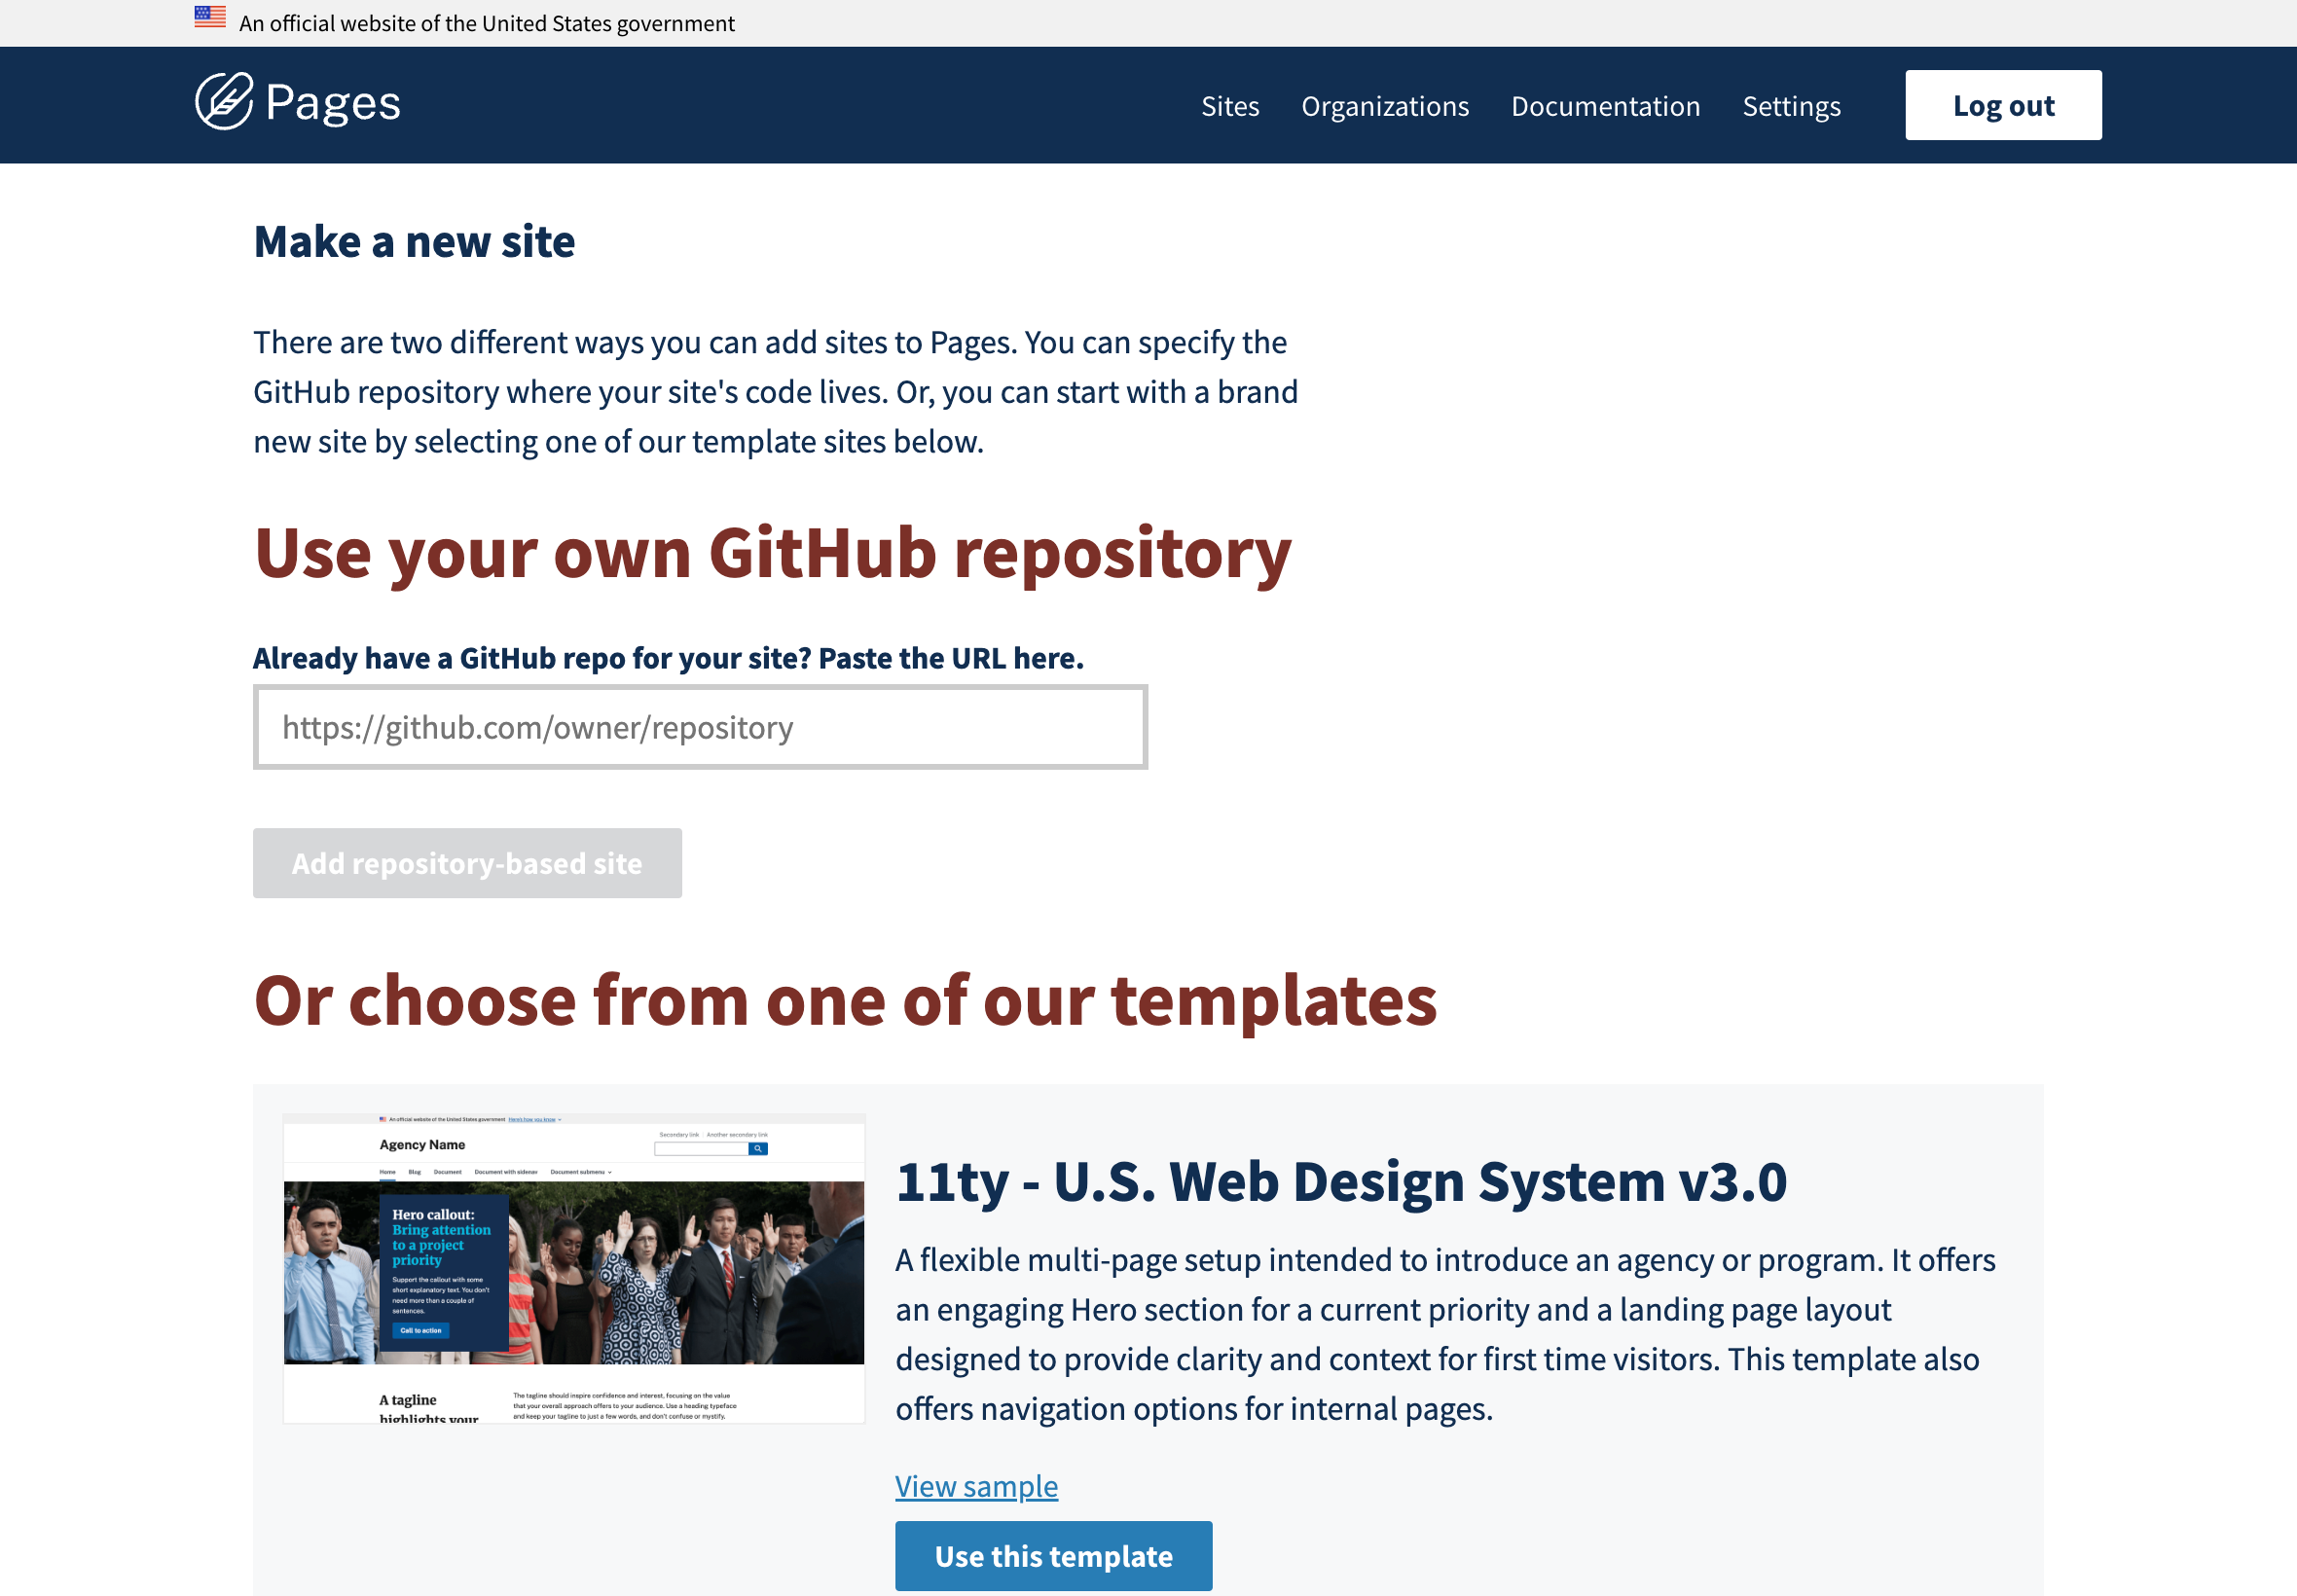 An official website of the United States government
Pages
Sites
Organizations
Documentation
Settings
Log out
Make a new site
There are two different ways you can add sites to Pages. You can specify the
GitHub repository where your site's code lives. Or, you can start with a brand
new site by selecting one of our template sites below.
Use your own GitHub repository
Already have a GitHub repo for your site? Paste the URL here.
https://github.com/owner/repository
Add repository-based site
Or choose from one of our templates
An official website of the United States government Here's how you know
Agency Name
Secondary link
Another secondary link
Home
Blog
Document
Document with sidenav
Document submenu
Hero callout:
Bring attention
to a project
priority
Support the callout with some
short explanatory text. You don't
need more than a couple of
sentences.
Call to action
A tagline
highlights your
The tagline should inspire confidence and interest, focusing on the value
that your overall approach offers to your audience. Use a heading typeface
and keep your tagline to just a few words, and don't confuse or mystify.
11ty - U.S. Web Design System v3.0
A flexible multi-page setup intended to introduce an agency or program. It offers
an engaging Hero section for a current priority and a landing page layout
designed to provide clarity and context for first time visitors. This template also
offers navigation options for internal pages.
View sample
Use this template